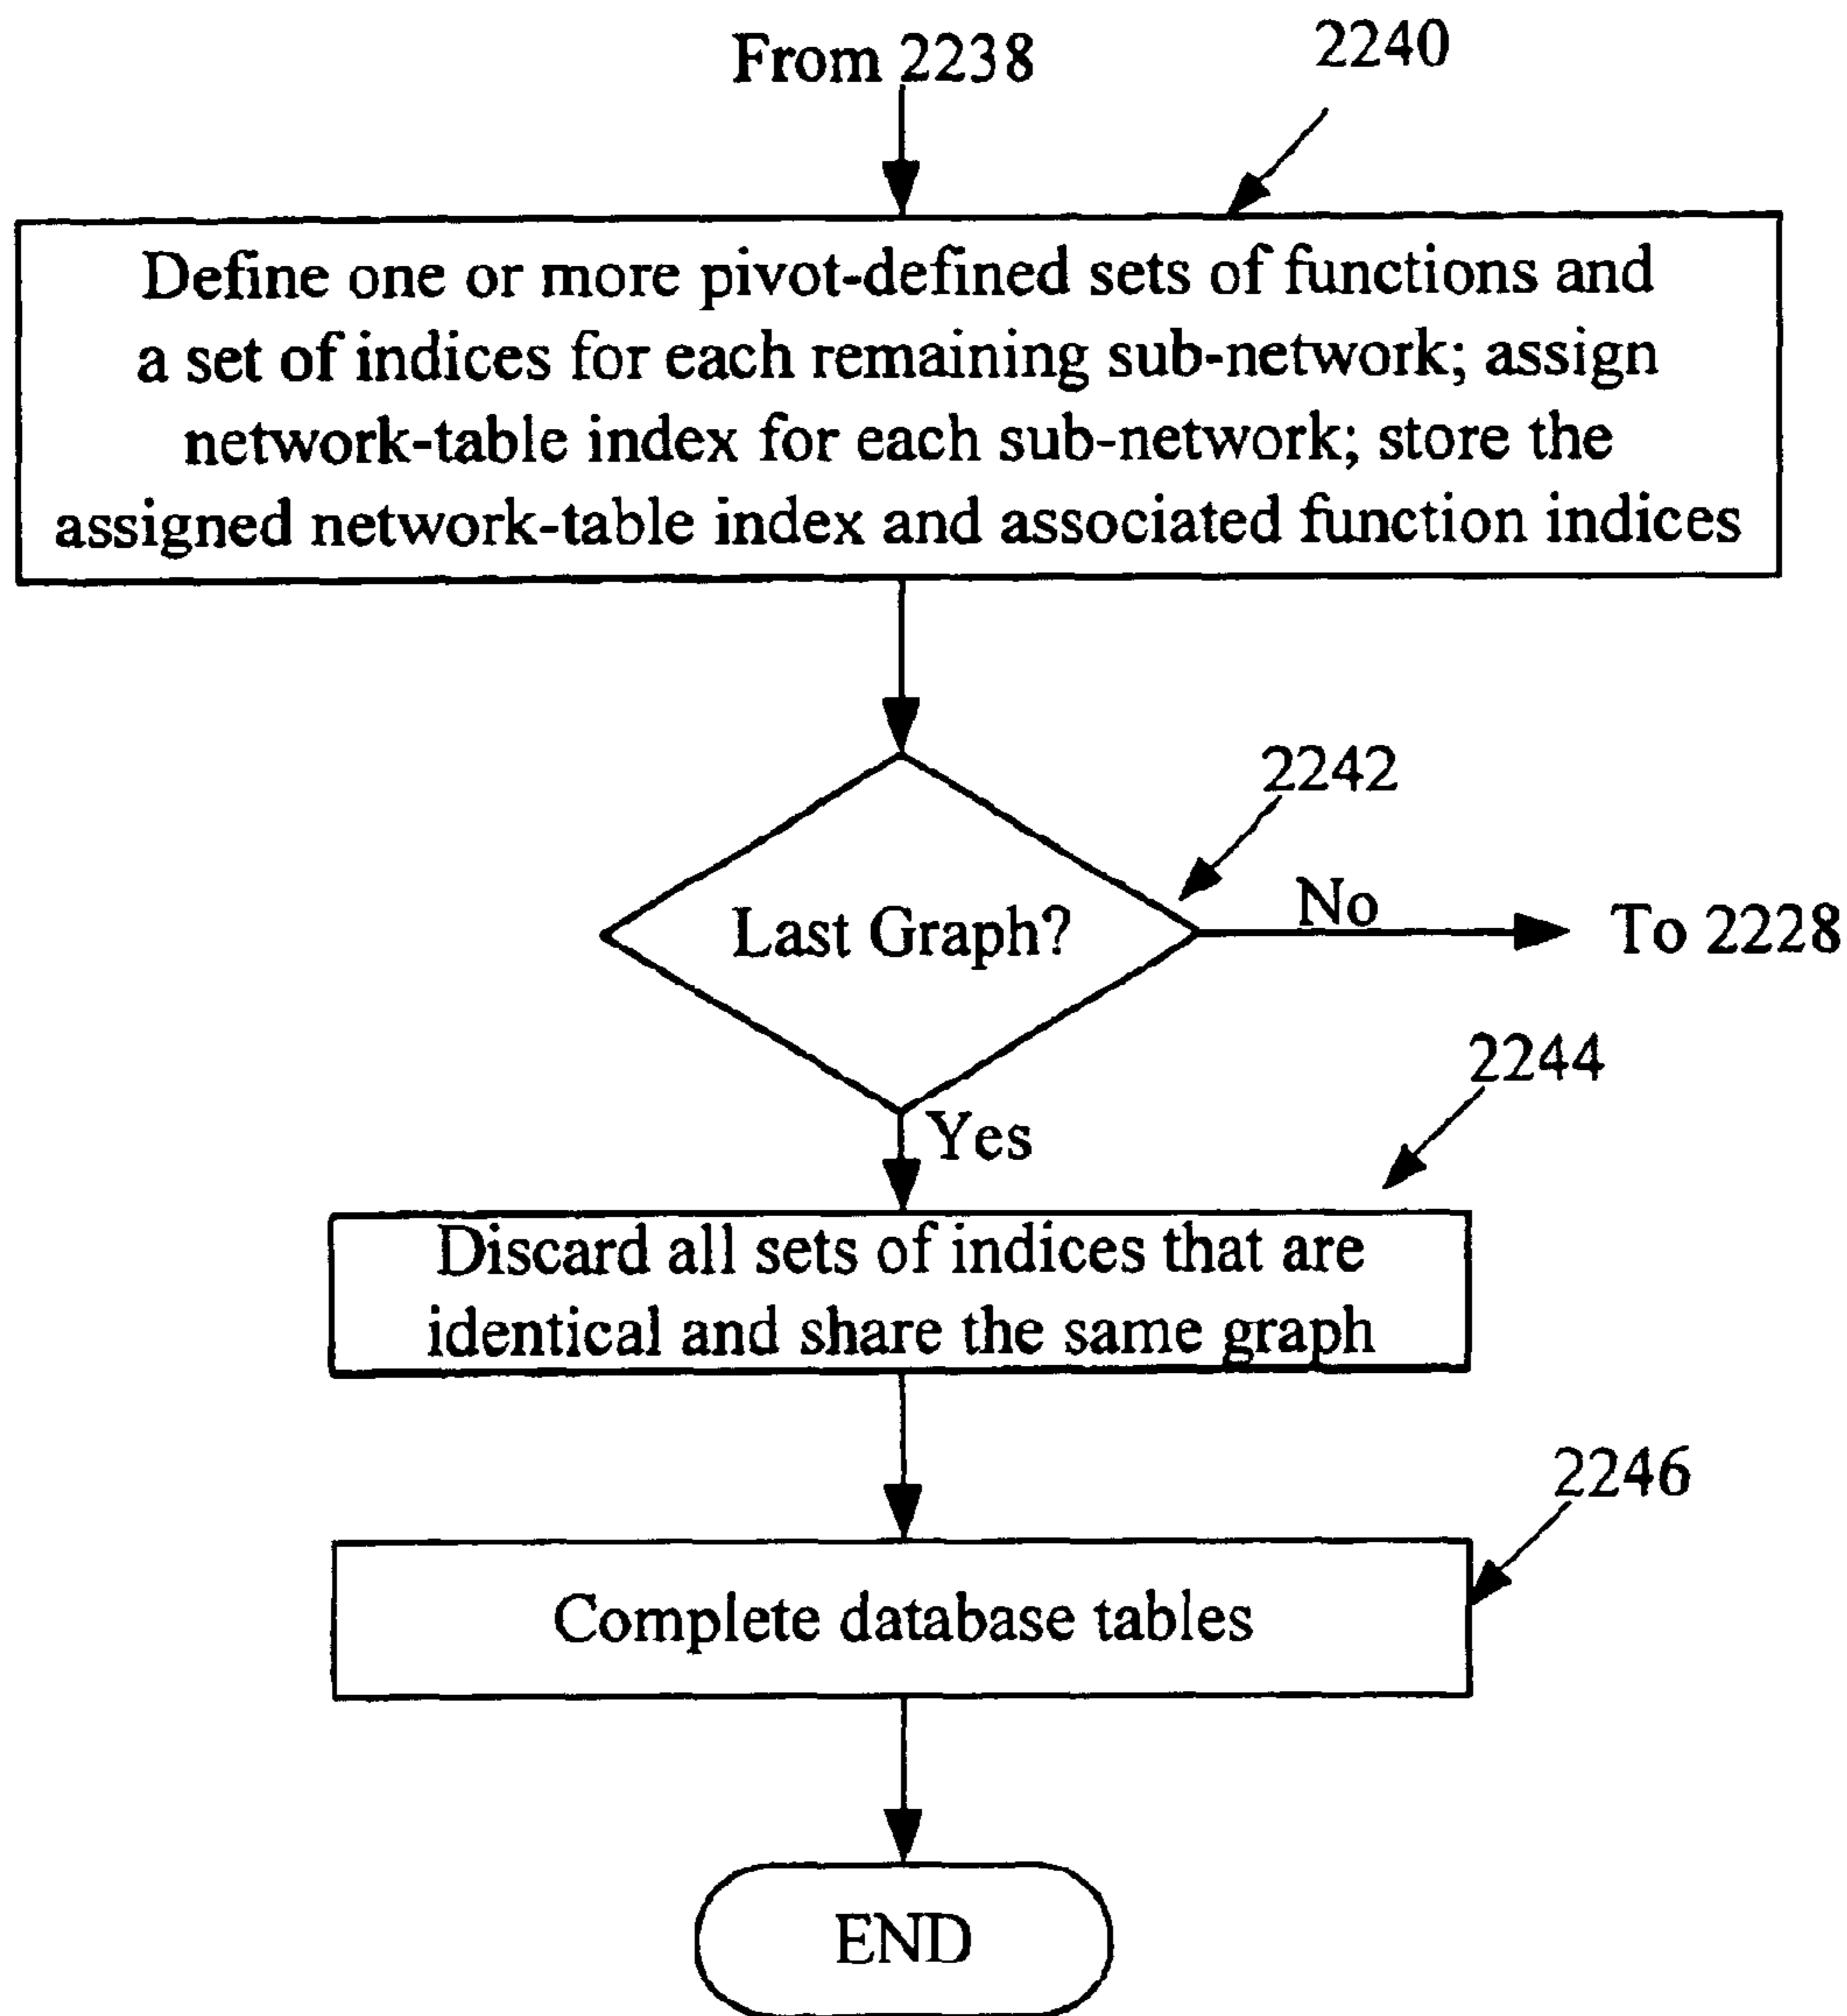 From 2238
2240
Define one or more pivot-defined sets of functions and
a set of indices for each remaining sub-network; assign
network-table index for each sub-network; store the
assigned network-table index and associated function indices
2242
Last Graph?
No
To 2228
2244
Yes
Discard all sets of indices that are
identical and share the same graph
2246
Complete database tables
END